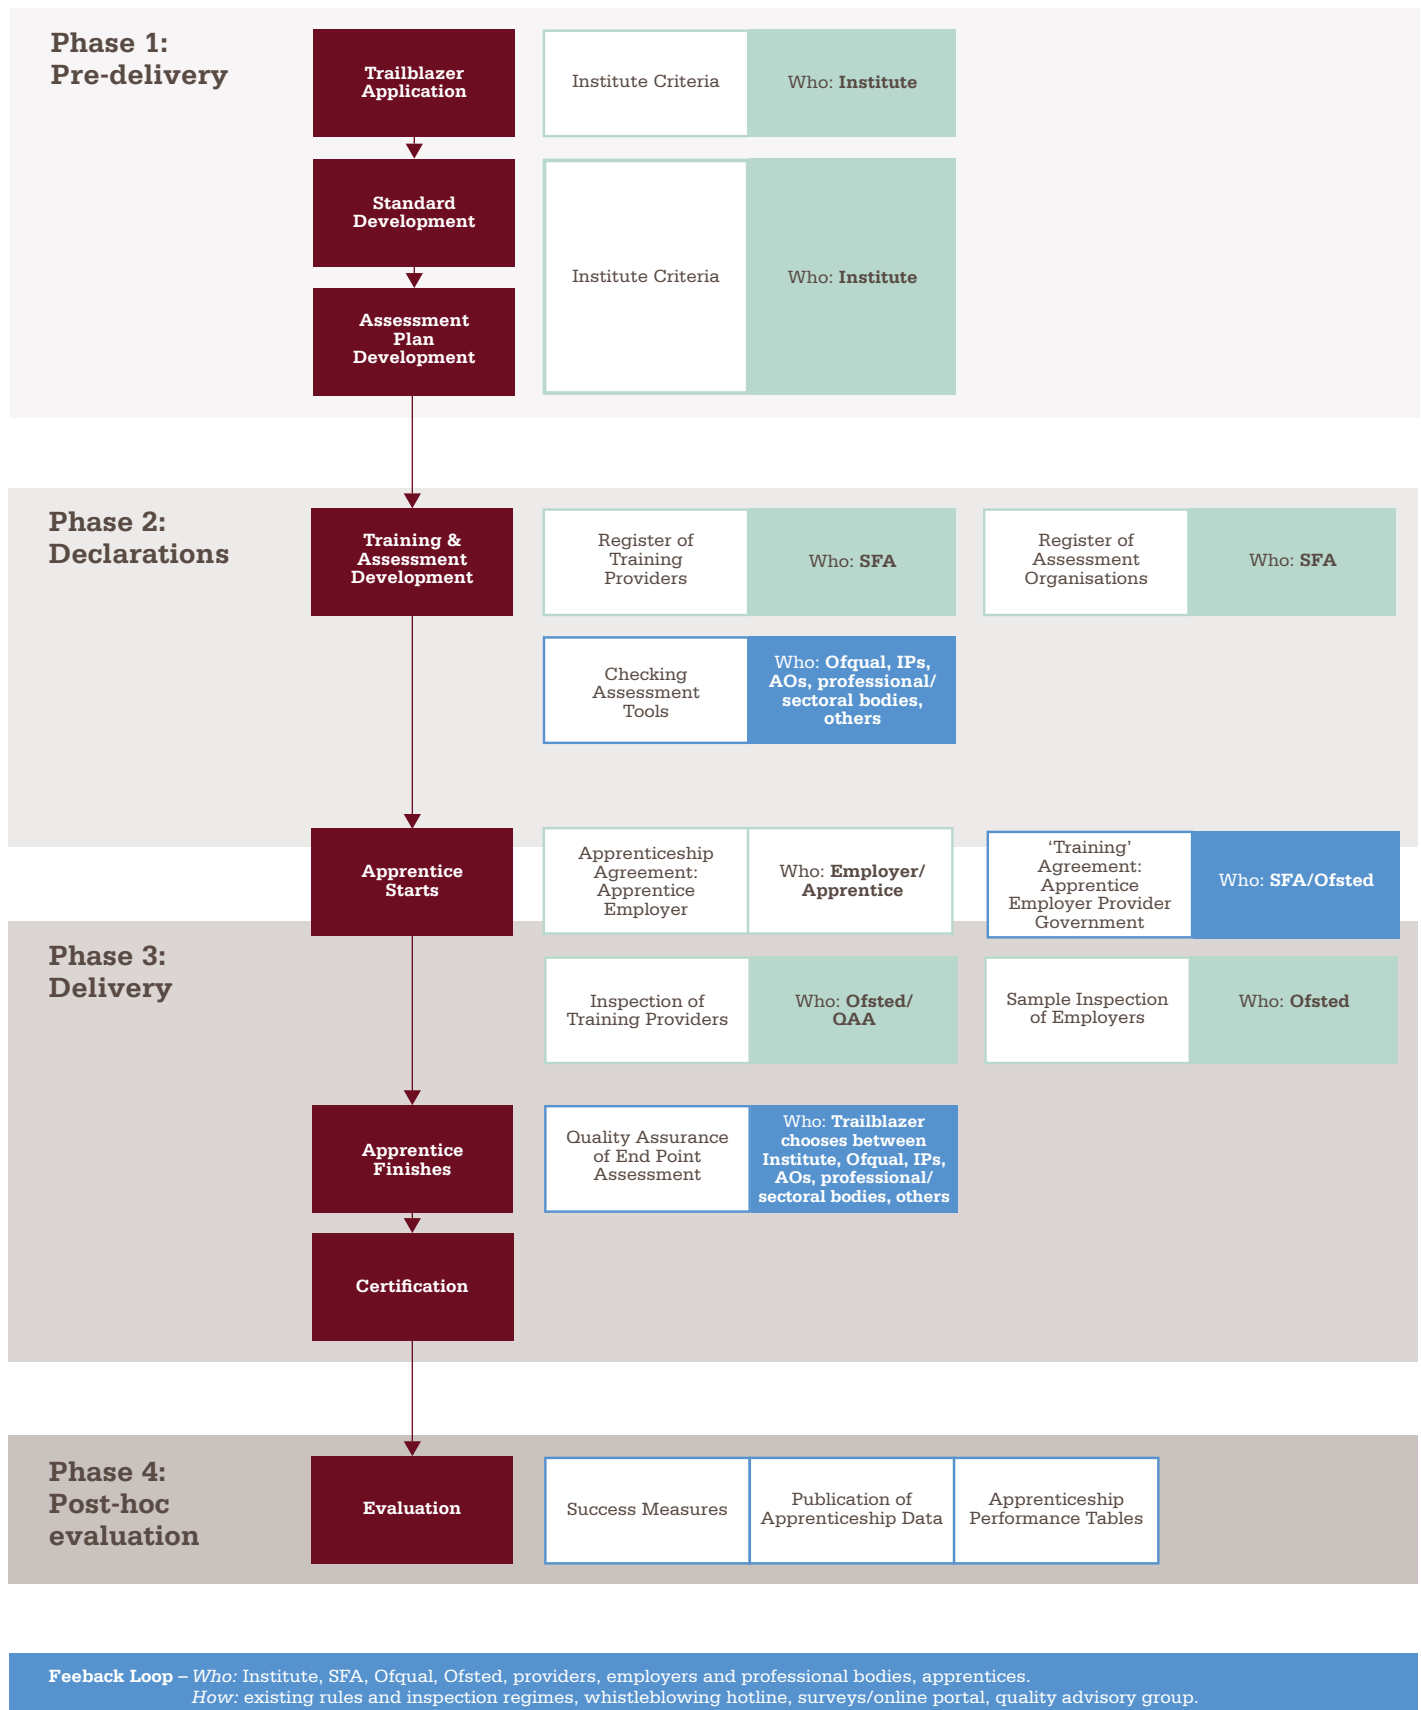 Phase 1:
Pre-delivery
Trailblazer
Application
Institute Criteria
Who: Institute
Standard
Development
Institute Criteria
Who: Institute
Assessment
Plan
Development
Phase 2:
Declarations
Training &
Assessment
Development
Register of
Training
Providers
Who: SFA
Register of
Assessment
Organisations
Who: SFA
Checking
Assessment
Tools
Who: Ofqual, IPs,
AOs, professional/
sectoral bodies,
others
Apprentice
Starts
Apprenticeship
Agreement:
Apprentice
Employer
Who: Employer/
Apprentice
‘Training’
Agreement:
Apprentice
Employer Provider
Government
Who: SFA/Ofsted
Phase 3:
Delivery
Inspection of
Training Providers
Who: Ofsted/
QAA
Sample Inspection
of Employers
Who: Ofsted
Apprentice
Finishes
Quality Assurance
of End Point
Assessment
Who: Trailblazer
chooses between
Institute, Ofqual, IPs,
AOs, professional/
sectoral bodies, others
Certification
Phase 4:
Post-hoc
evaluation
Evaluation
Success Measures
Publication of
Apprenticeship Data
Apprenticeship
Performance Tables
Feeback Loop – Who: Institute, SFA, Ofqual, Ofsted, providers, employers and professional bodies, apprentices.
How: existing rules and inspection regimes, whistleblowing hotline, surveys/online portal, quality advisory group.